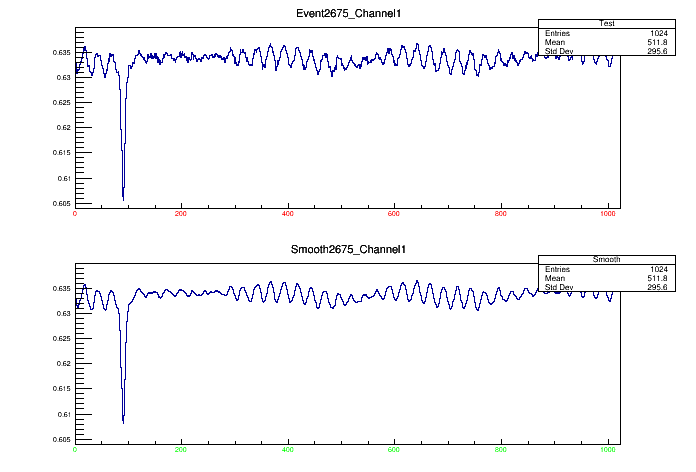 Event2675_Channel1
Test
Entries 1024
Mean 511.8
Std Dev 295.6
0.635
0.63
0.625
0.62
0.615
0.61
0.605
0 200 400 600 800 1000
Smooth2675_Channel1
Smooth
Entries 1024
Mean 511.8
Std Dev 295.6
0.635
0.63
0.625
0.62
0.615
0.61
0.605
0 200 400 600 800 1000